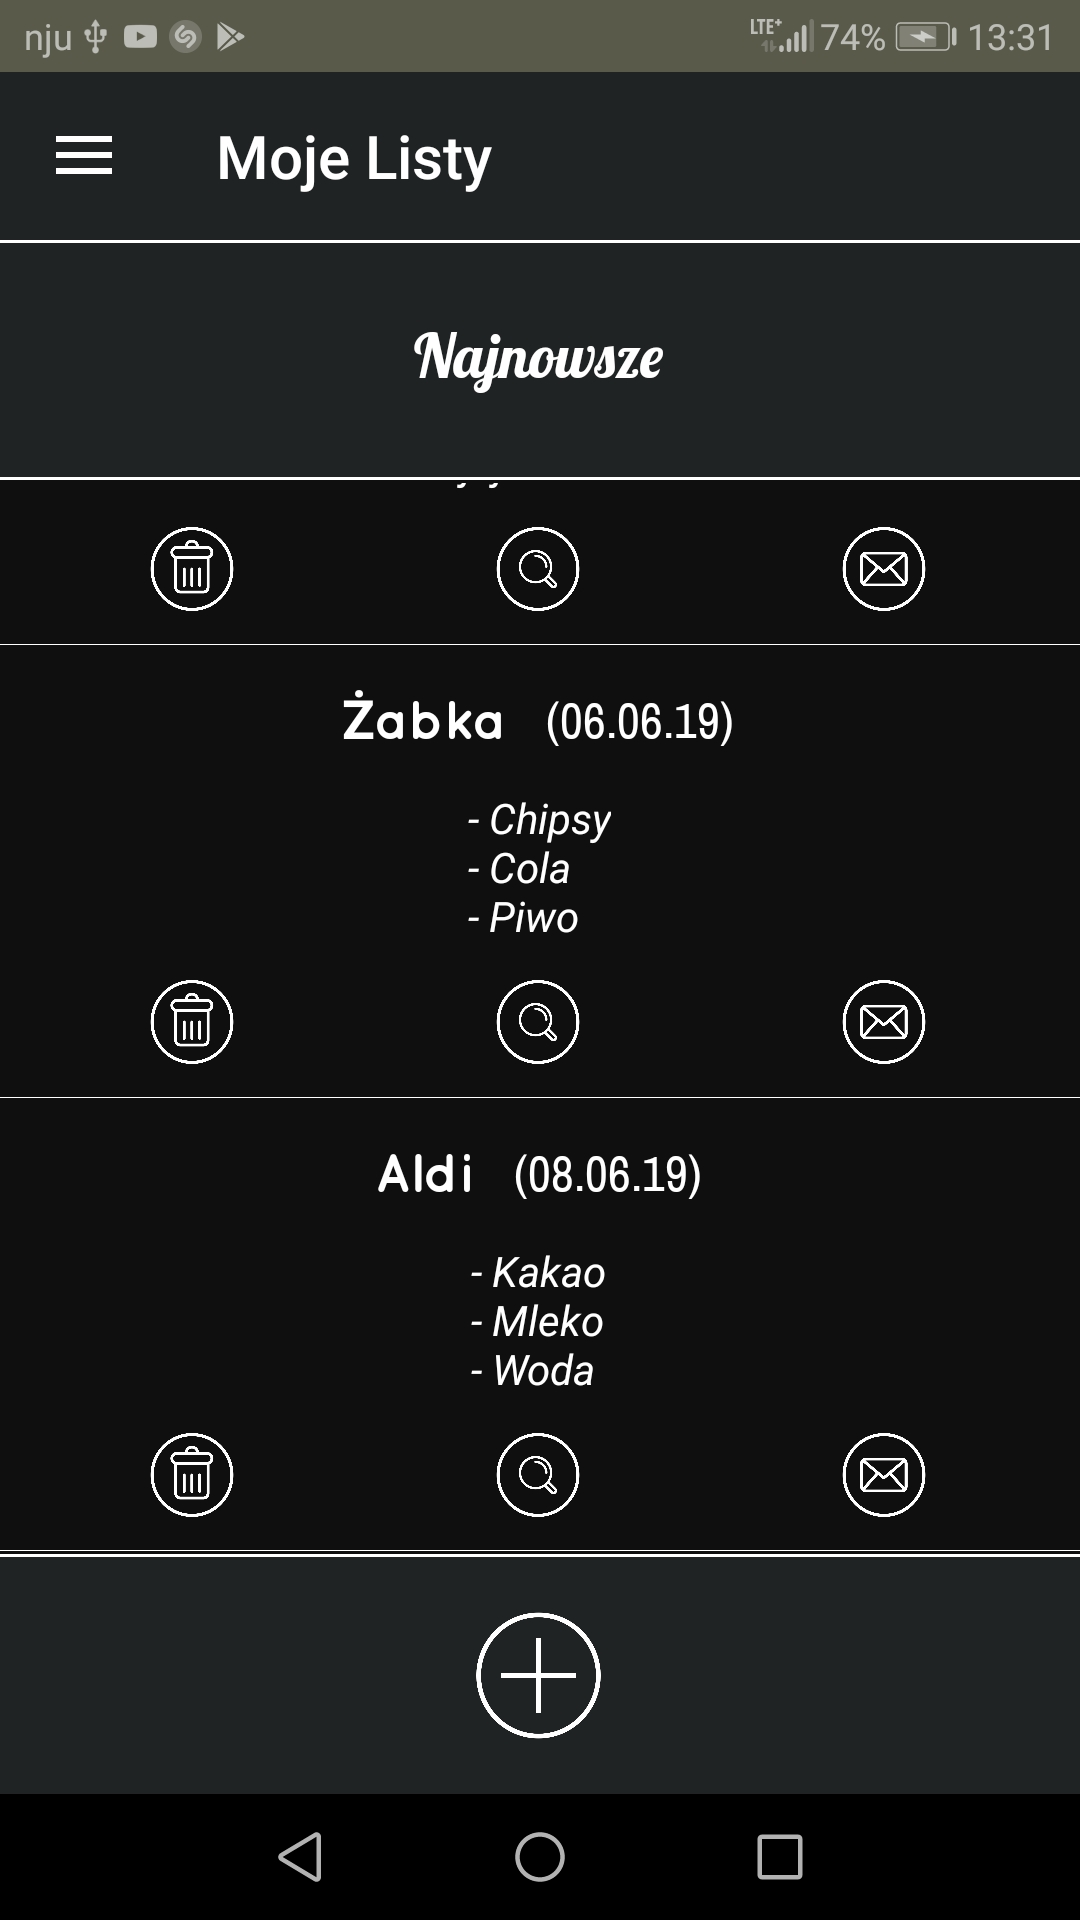 nju LTE+ 74% 13:31
Moje Listy
Najnowsze
Żabka (06.06.19)
- Chipsy
- Cola
- Piwo
Aldi (08.06.19)
- Kakao
- Mleko
- Woda